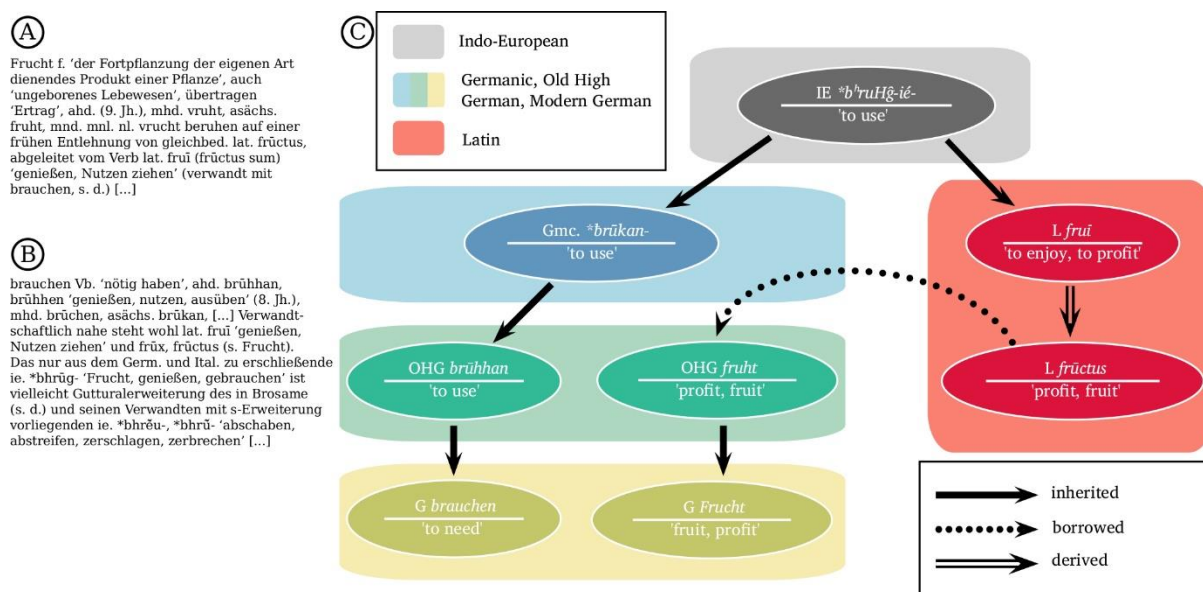 A
Frucht f. ‘der Fortpflanzung der eigenen Art
dienendes Produkt einer Pflanze’, auch
‘ungeborenes Lebewesen’, übertragen
‘Ertrag’, ahd. (9. Jh.), mhd. vruht, asächs.
fruht, mnd. mnl. nl. vrucht beruhen auf einer
frühen Entlehnung von gleichbed. lat. frūctus,
abgeleitet vom Verb lat. fruī (frūctus sum)
‘genießen, Nutzen ziehen’ (verwandt mit
brauchen, s. d.) [...]
B
brauchen Vb. ‘nötig haben’, ahd. brūhhan,
brūhhen ‘genießen, nutzen, ausüben’ (8. Jh.),
mhd. brūchen, asächs. brūkan, [...] Verwandt-
schaftlich nahe steht wohl lat. fruī ‘genießen,
Nutzen ziehen’ und frūx, frūctus (s. Frucht).
Das nur aus dem Germ. und Ital. zu erschließende
ie. *bhrūg- ‘Frucht, genießen, gebrauchen’ ist
vielleicht Gutturalerweiterung des in Brosame
(s. d.) und seinen Verwandten mit s-Erweiterung
vorliegenden ie. *bhrē̆u-, *bhrū̆- ‘abschaben,
abstreifen, zerschlagen, zerbrechen’ [...]
C
Indo-European
Germanic, Old High
German, Modern German
Latin
IE *bʰruHĝ-ié-
'to use'
Gmc. *brūkan-
'to use'
L fruī
'to enjoy, to profit'
OHG brūhhan
'to use'
OHG fruht
'profit, fruit'
L frūctus
'profit, fruit'
G brauchen
'to need'
G Frucht
'fruit, profit'
inherited
borrowed
derived